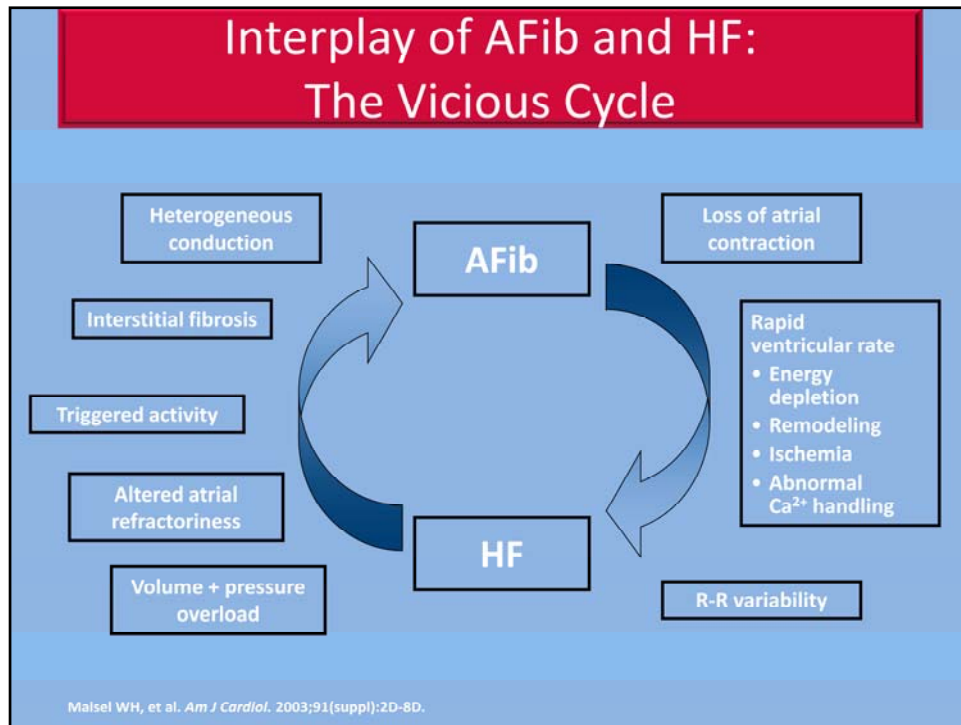 Interplay of AFib and HF:
The Vicious Cycle
Heterogeneous
conduction
Interstitial fibrosis
Triggered activity
Altered atrial
refractoriness
Volume + pressure
overload
AFib
HF
Loss of atrial
contraction
Rapid
ventricular rate
• Energy
depletion
• Remodeling
• Ischemia
• Abnormal
Ca²⁺ handling
R-R variability
Maisel WH, et al. Am J Cardiol. 2003;91(suppl):2D-8D.